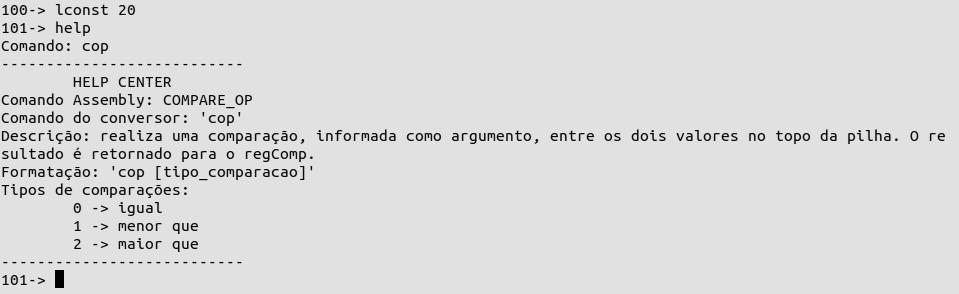 100-> lconst 20
101-> help
Comando: cop
---------------------------
HELP CENTER
Comando Assembly: COMPARE_OP
Comando do conversor: 'cop'
Descrição: realiza uma comparação, informada como argumento, entre os dois valores no topo da pilha. O re
sultado é retornado para o regComp.
Formatação: 'cop [tipo_comparacao]'
Tipos de comparações:
0 -> igual
1 -> menor que
2 -> maior que
---------------------------
101->